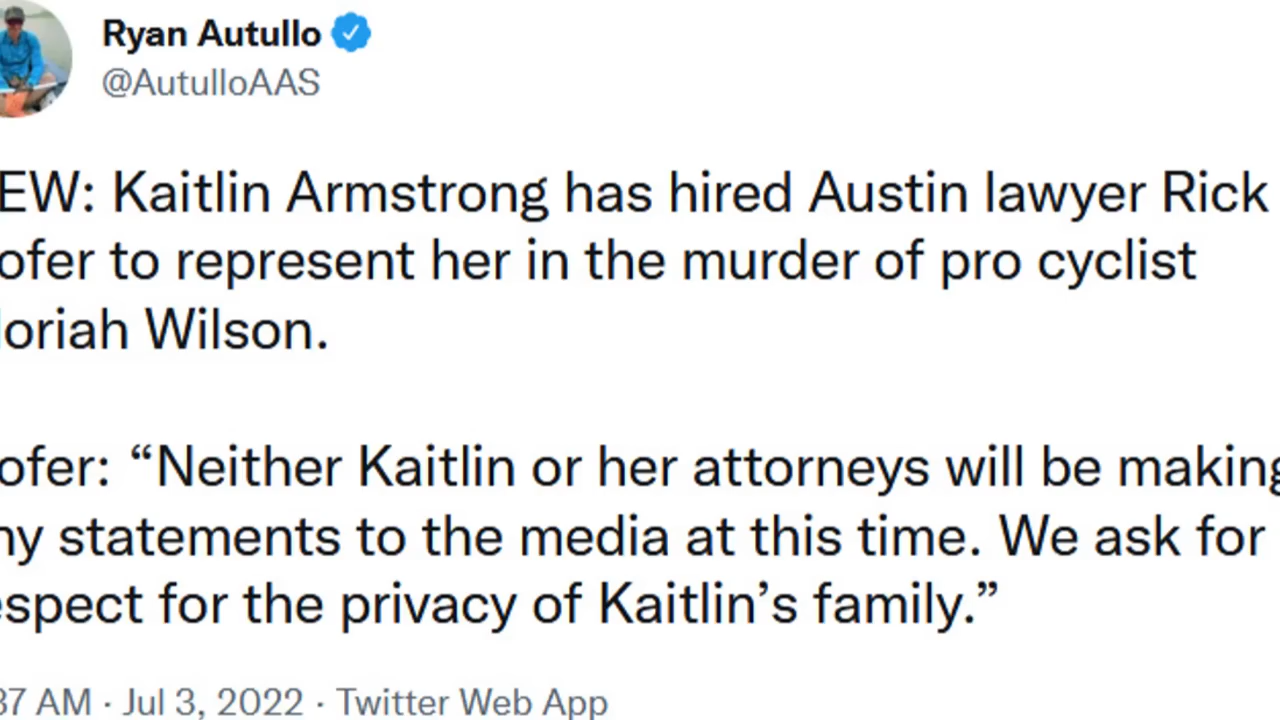 Ryan Autullo
@AutulloAAS
EW: Kaitlin Armstrong has hired Austin lawyer Rick
ofer to represent her in the murder of pro cyclist
oriah Wilson.
ofer: “Neither Kaitlin or her attorneys will be making
ny statements to the media at this time. We ask for
espect for the privacy of Kaitlin’s family.”
37 AM · Jul 3, 2022 · Twitter Web App